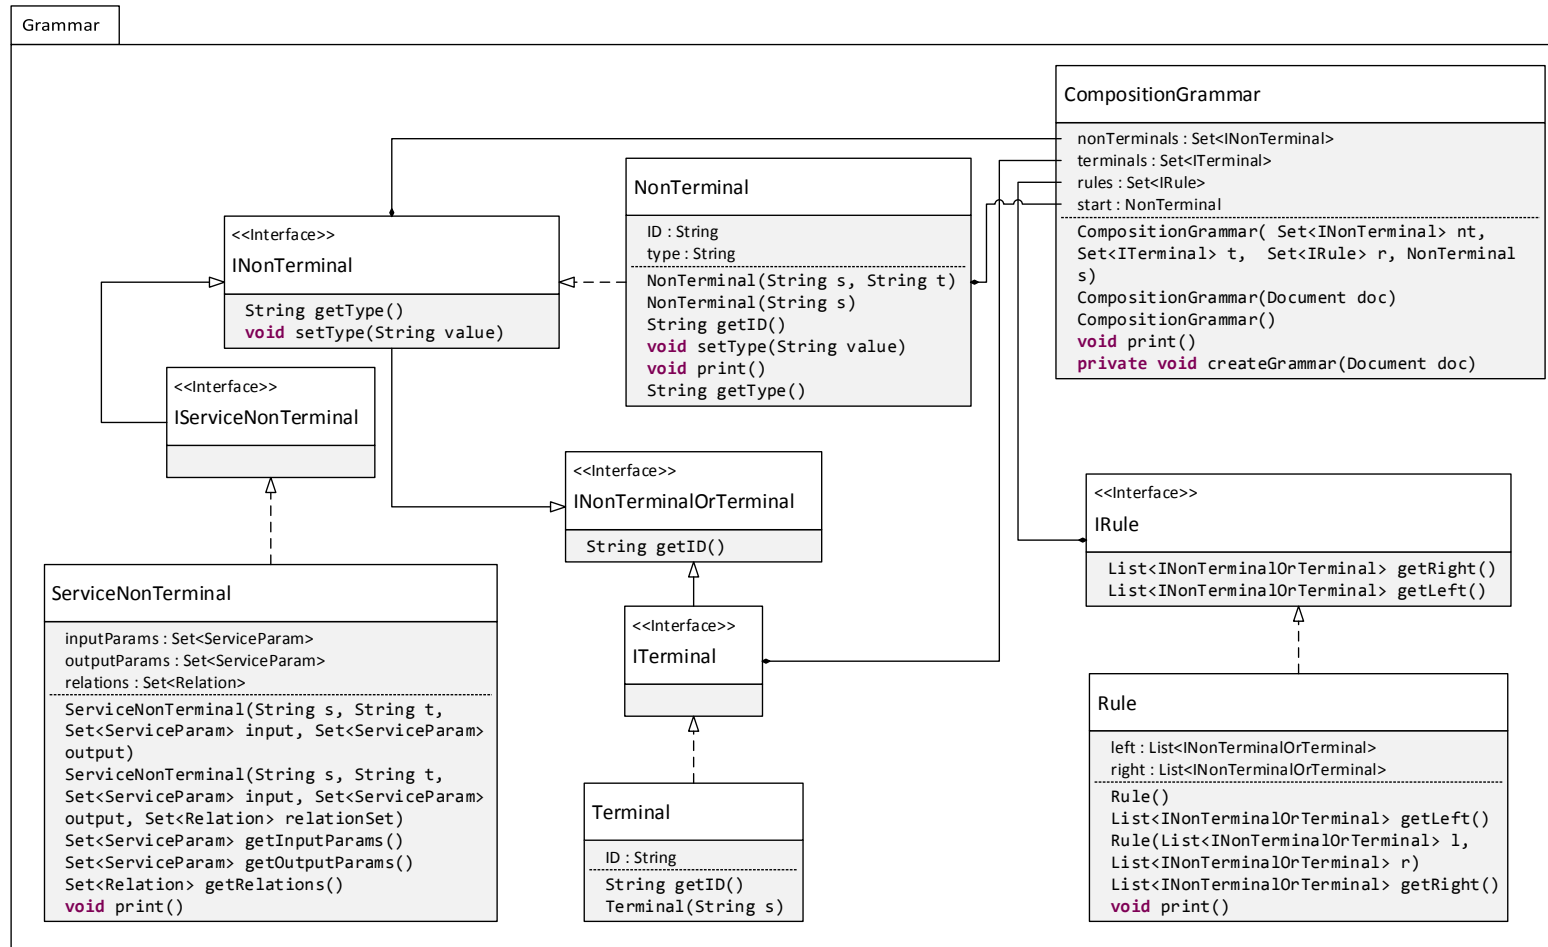 Grammar
CompositionGrammar
nonTerminals : Set<INonTerminal>
terminals : Set<ITerminal>
rules : Set<IRule>
start : NonTerminal
CompositionGrammar( Set<INonTerminal> nt,
Set<ITerminal> t,  Set<IRule> r, NonTerminal
s)
CompositionGrammar(Document doc)
CompositionGrammar()
void print()
private void createGrammar(Document doc)
NonTerminal
ID : String
type : String
NonTerminal(String s, String t)
NonTerminal(String s)
String getID()
void setType(String value)
void print()
String getType()
<<Interface>>
INonTerminal
String getType()
void setType(String value)
<<Interface>>
IServiceNonTerminal
<<Interface>>
INonTerminalOrTerminal
String getID()
<<Interface>>
IRule
List<INonTerminalOrTerminal> getRight()
List<INonTerminalOrTerminal> getLeft()
ServiceNonTerminal
inputParams : Set<ServiceParam>
outputParams : Set<ServiceParam>
relations : Set<Relation>
ServiceNonTerminal(String s, String t,
Set<ServiceParam> input, Set<ServiceParam>
output)
ServiceNonTerminal(String s, String t,
Set<ServiceParam> input, Set<ServiceParam>
output, Set<Relation> relationSet)
Set<ServiceParam> getInputParams()
Set<ServiceParam> getOutputParams()
Set<Relation> getRelations()
void print()
<<Interface>>
ITerminal
Terminal
ID : String
String getID()
Terminal(String s)
Rule
left : List<INonTerminalOrTerminal>
right : List<INonTerminalOrTerminal>
Rule()
List<INonTerminalOrTerminal> getLeft()
Rule(List<INonTerminalOrTerminal> l,
List<INonTerminalOrTerminal> r)
List<INonTerminalOrTerminal> getRight()
void print()